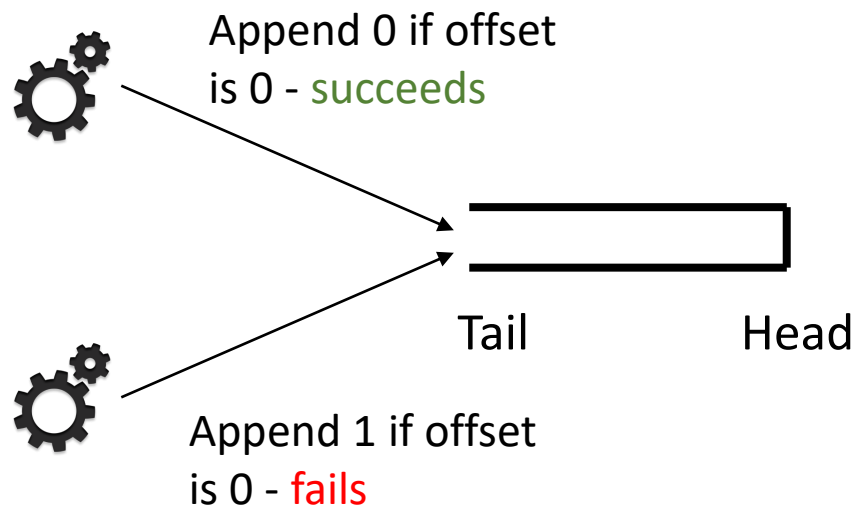 Append 0 if offset
is 0 - succeeds
Tail
Head
Append 1 if offset
is 0 - fails